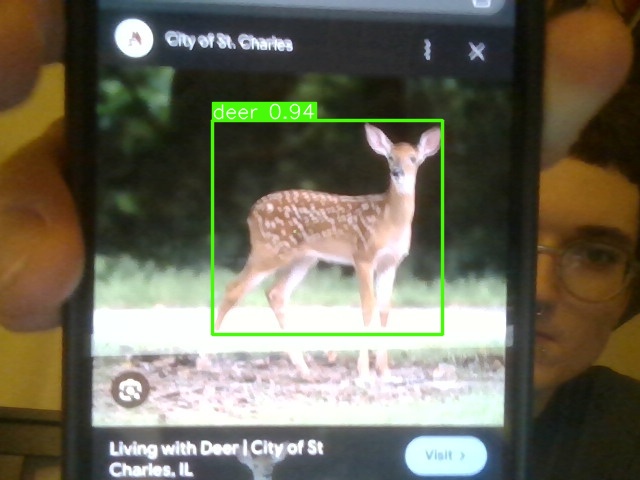 City of St. Charles
deer 0.94
Living with Deer | City of St
Charles, IL
Visit >